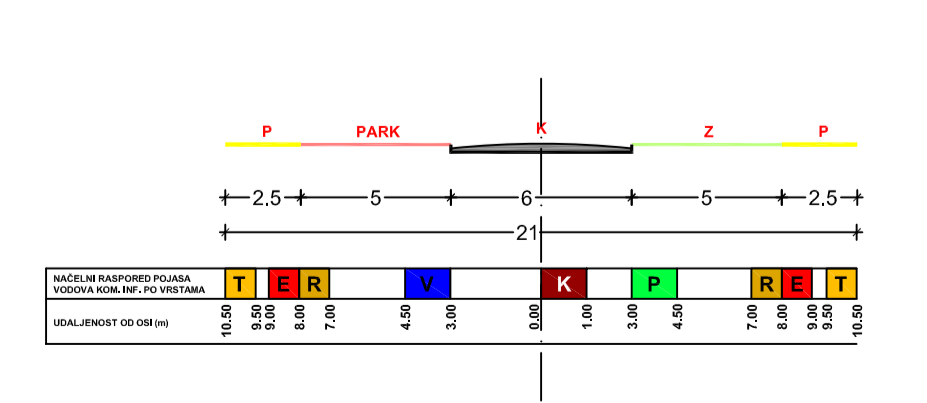 P PARK K Z P
2.5 5 6 5 2.5
21
NAČELNI RASPORED POJASA
VODOVA KOM. INF. PO VRSTAMA
T E R V K P R E T
UDALJENOST OD OSI (m)
10.50 9.50 9.00 8.00 7.00 4.50 3.00 0.00 1.00 3.00 4.50 7.00 8.00 9.00 9.50 10.50